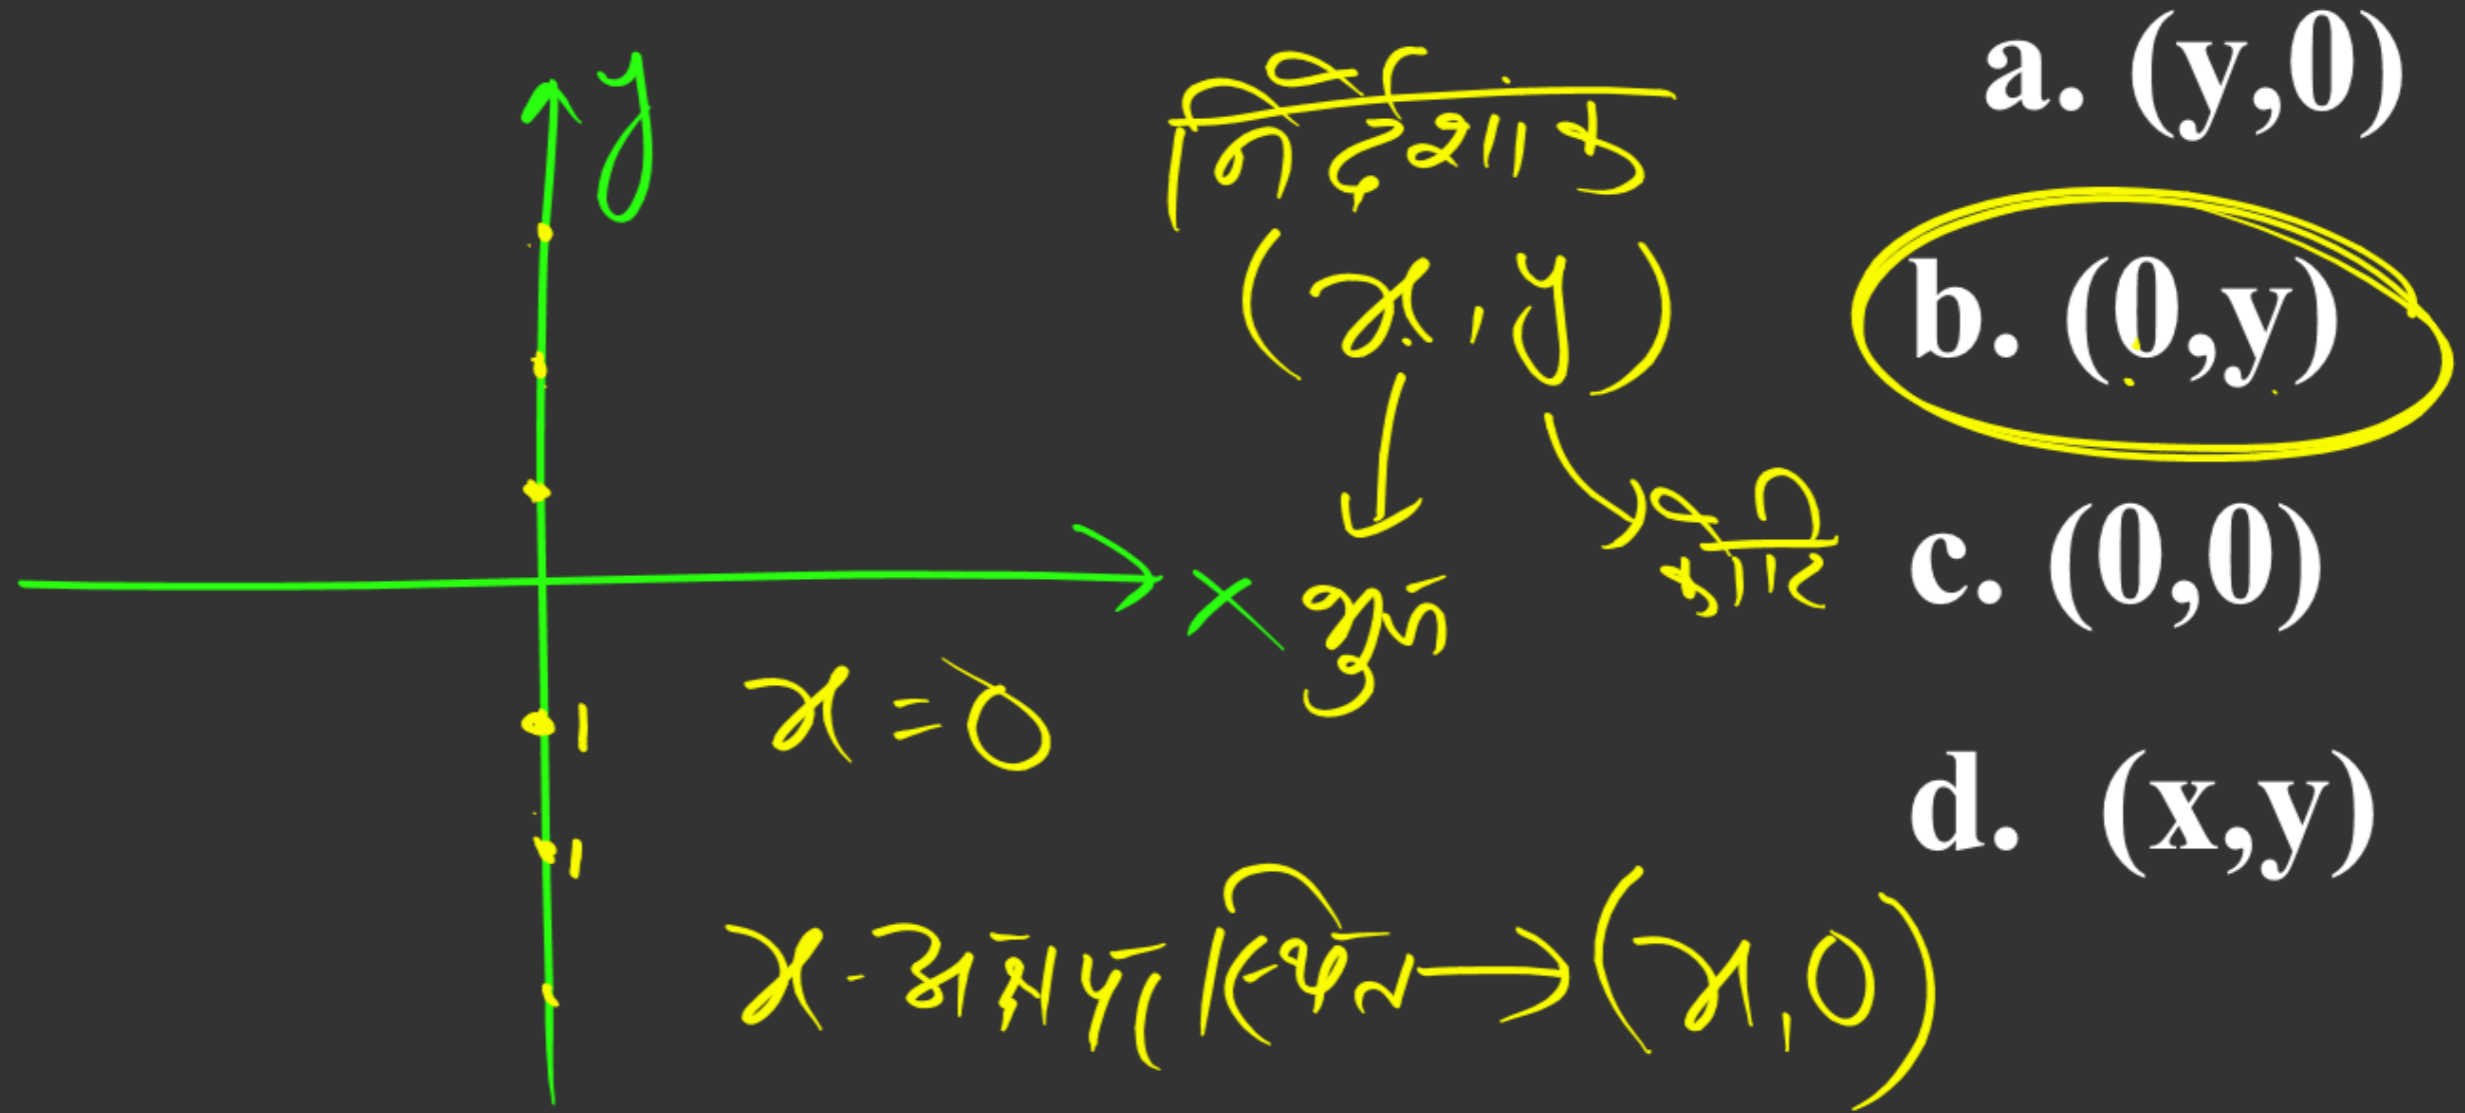 y
निर्देशांक
(x, y)
भुज
कोटि
x
x = 0
x-अक्ष पर स्थित → (x, 0)
a. (y,0)
b. (0,y)
c. (0,0)
d. (x,y)